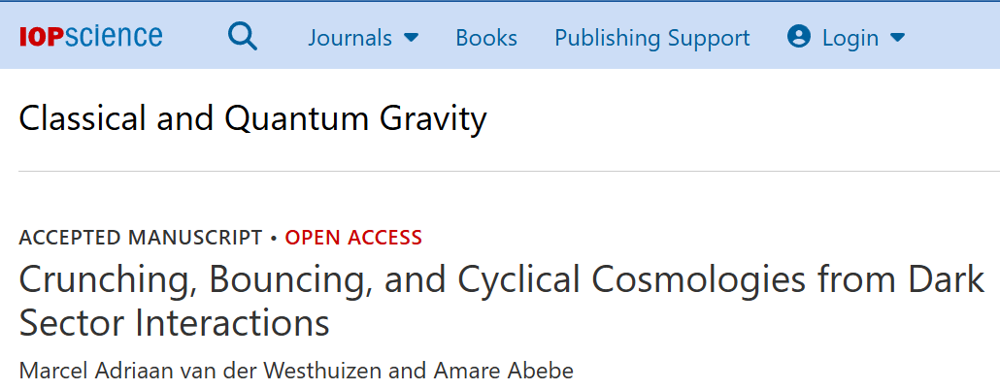 IOPscience Journals Books Publishing Support Login
Classical and Quantum Gravity
ACCEPTED MANUSCRIPT • OPEN ACCESS
Crunching, Bouncing, and Cyclical Cosmologies from Dark
Sector Interactions
Marcel Adriaan van der Westhuizen and Amare Abebe